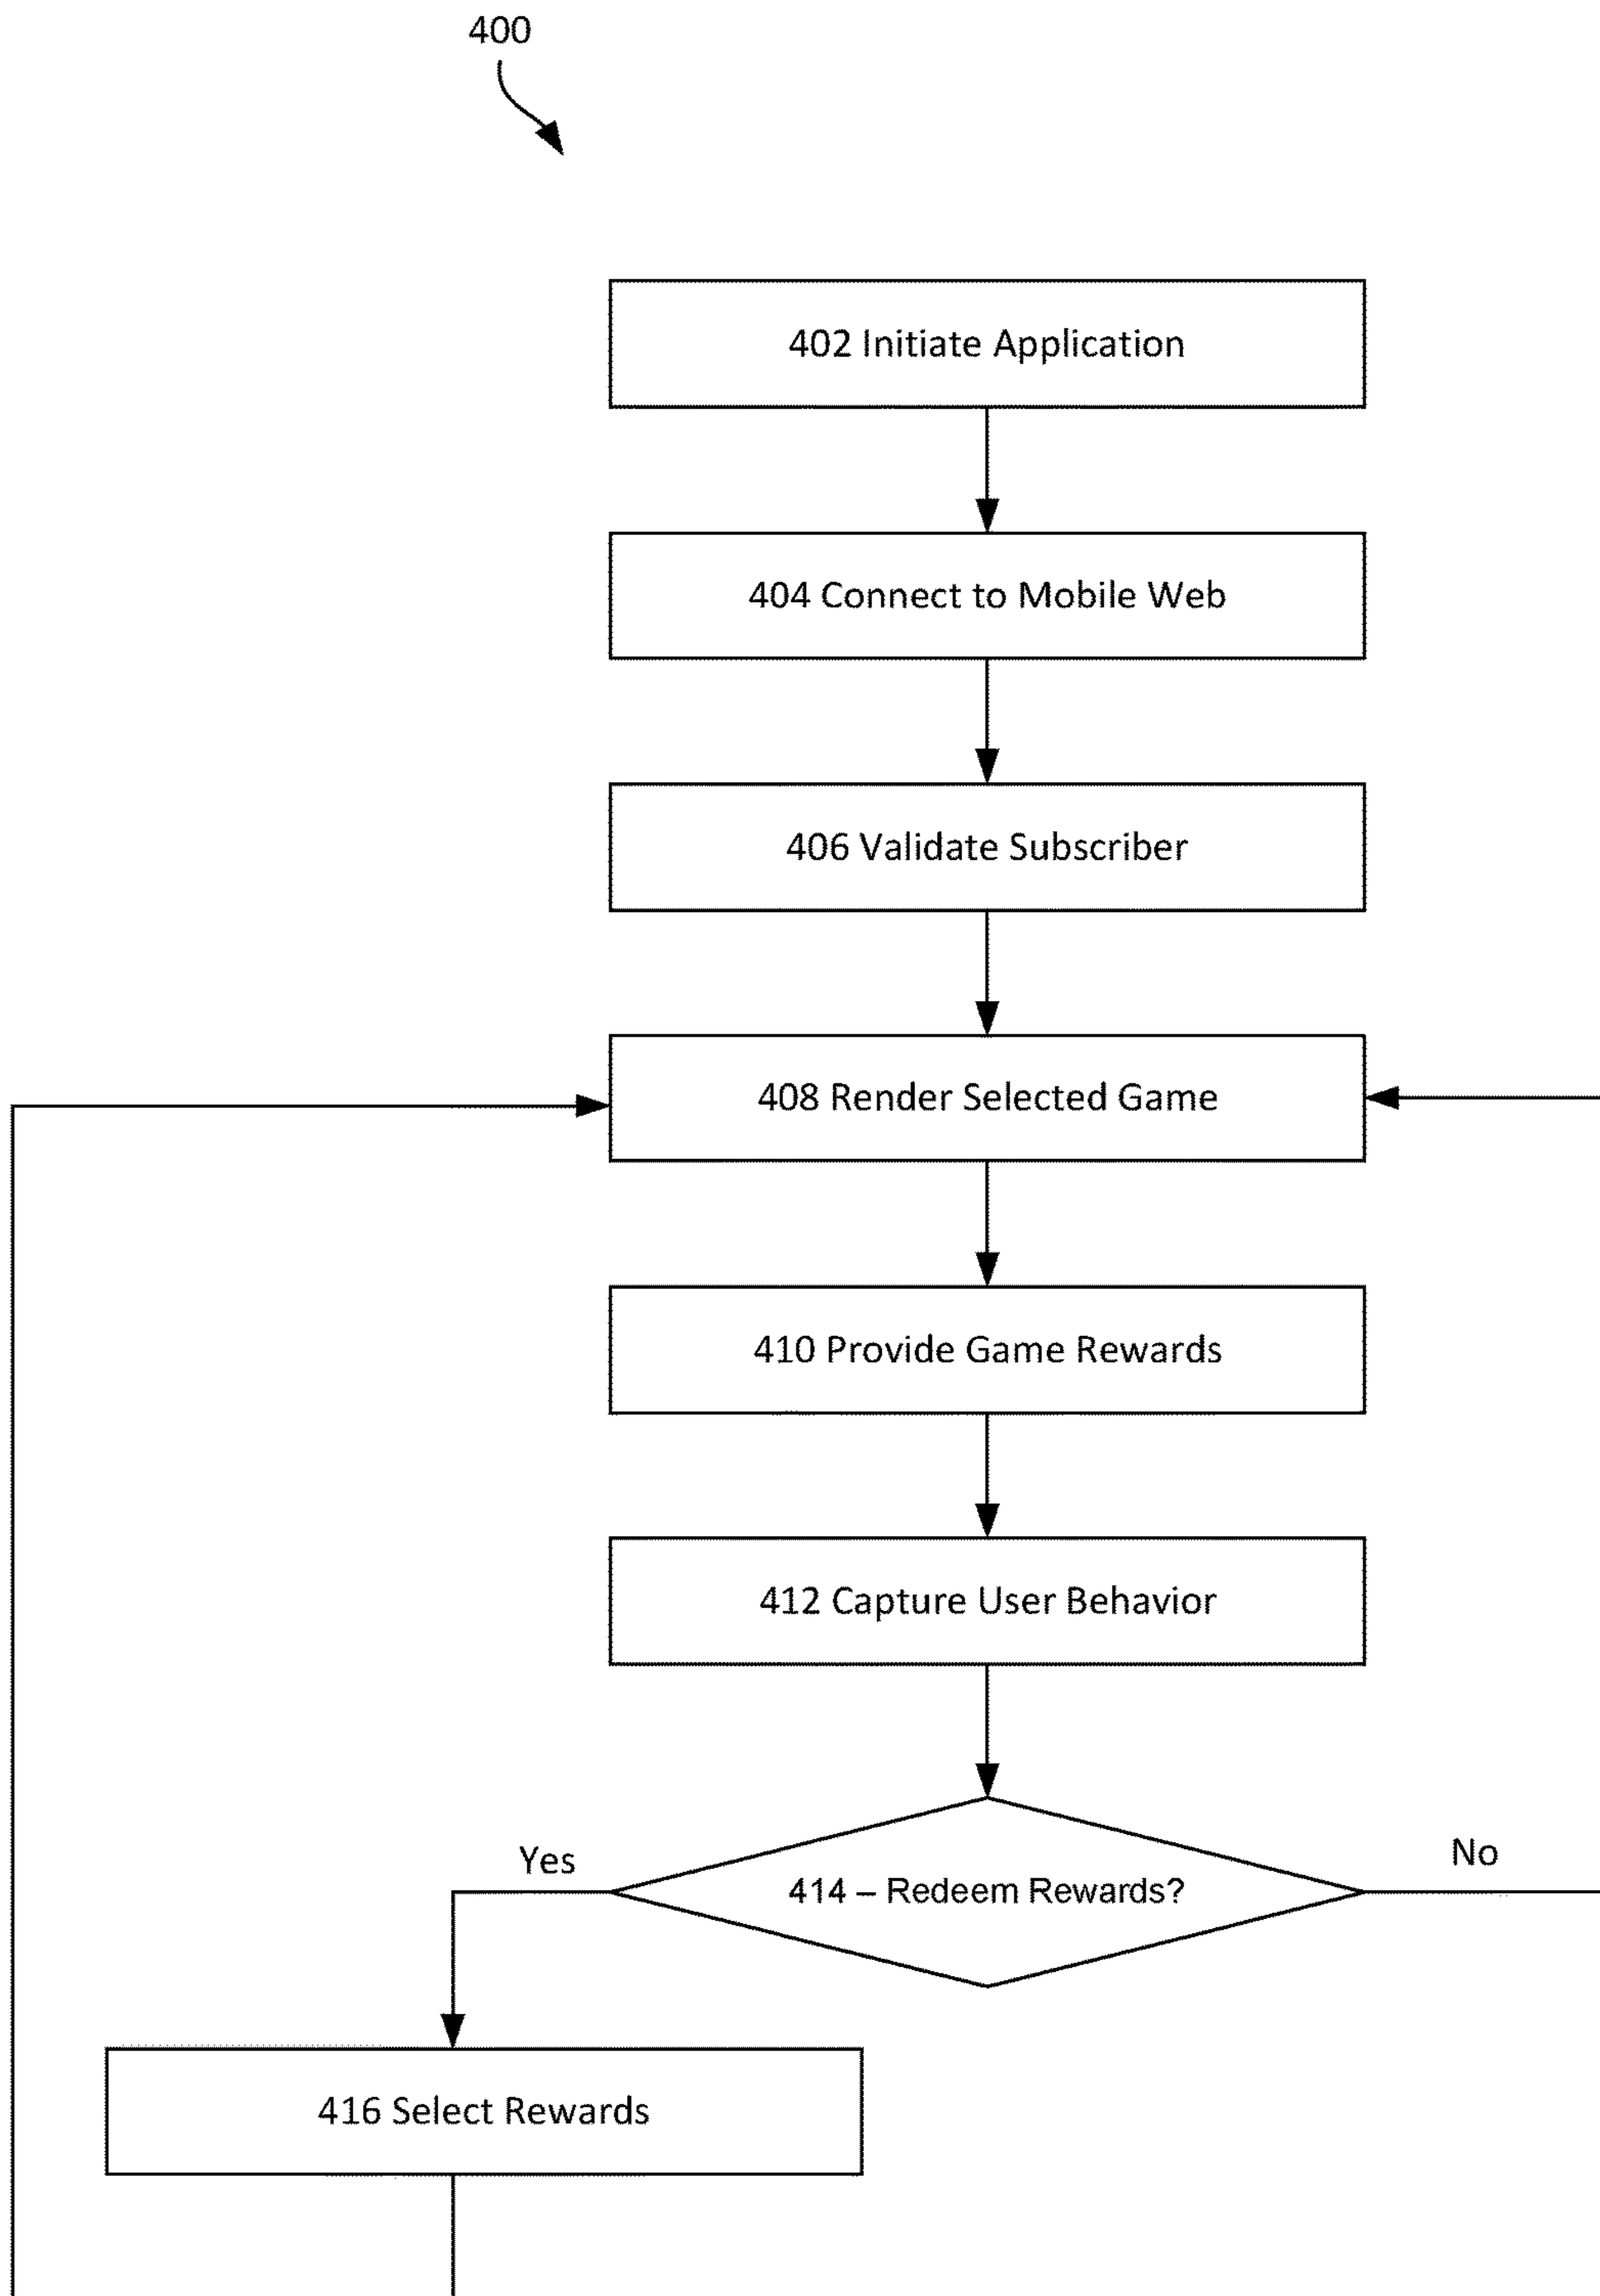 400
402 Initiate Application
404 Connect to Mobile Web
406 Validate Subscriber
408 Render Selected Game
410 Provide Game Rewards
412 Capture User Behavior
Yes
No
414 – Redeem Rewards?
416 Select Rewards